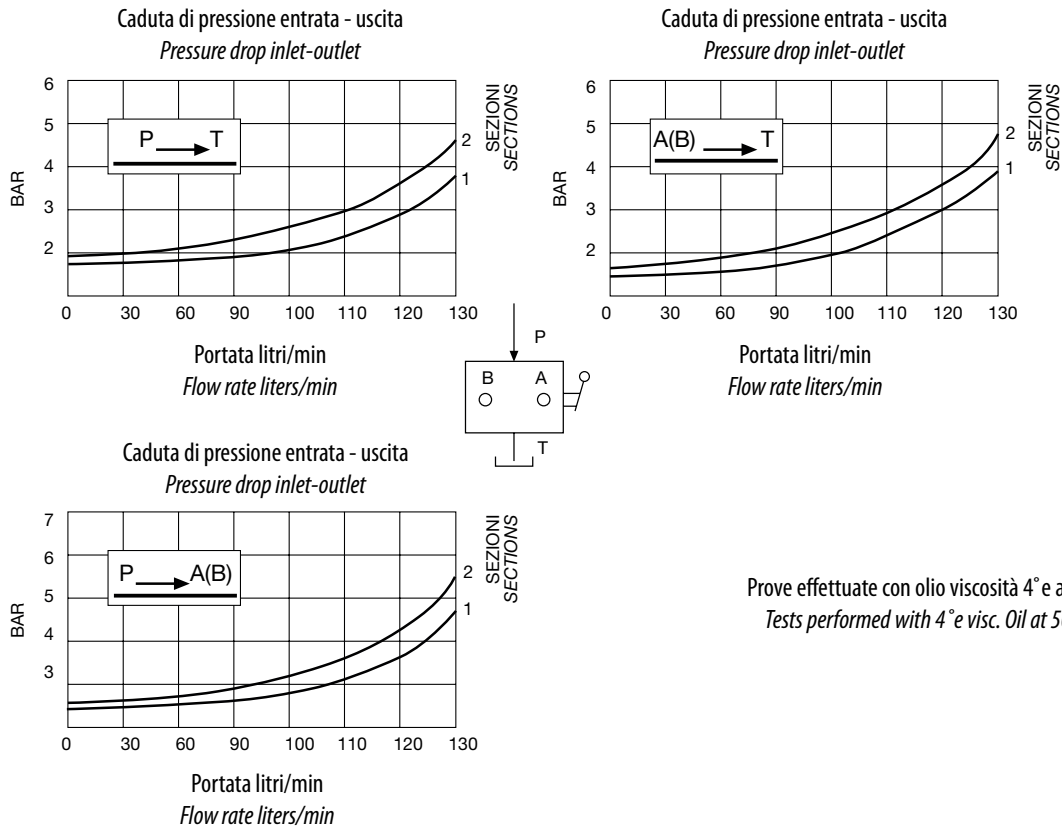 Caduta di pressione entrata - uscita
Pressure drop inlet-outlet
6
5
4
3
2
BAR
P T
2
1
SEZIONI
SECTIONS
0 30 60 90 100 110 120 130
Portata litri/min
Flow rate liters/min
Caduta di pressione entrata - uscita
Pressure drop inlet-outlet
6
5
4
3
2
BAR
A(B) T
2
1
SEZIONI
SECTIONS
0 30 60 90 100 110 120 130
Portata litri/min
Flow rate liters/min
P
B A
T
Caduta di pressione entrata - uscita
Pressure drop inlet-outlet
7
6
5
4
3
BAR
P A(B)
2
1
SEZIONI
SECTIONS
0 30 60 90 100 110 120 130
Portata litri/min
Flow rate liters/min
Prove effettuate con olio viscosità 4°e a
Tests performed with 4°e visc. Oil at